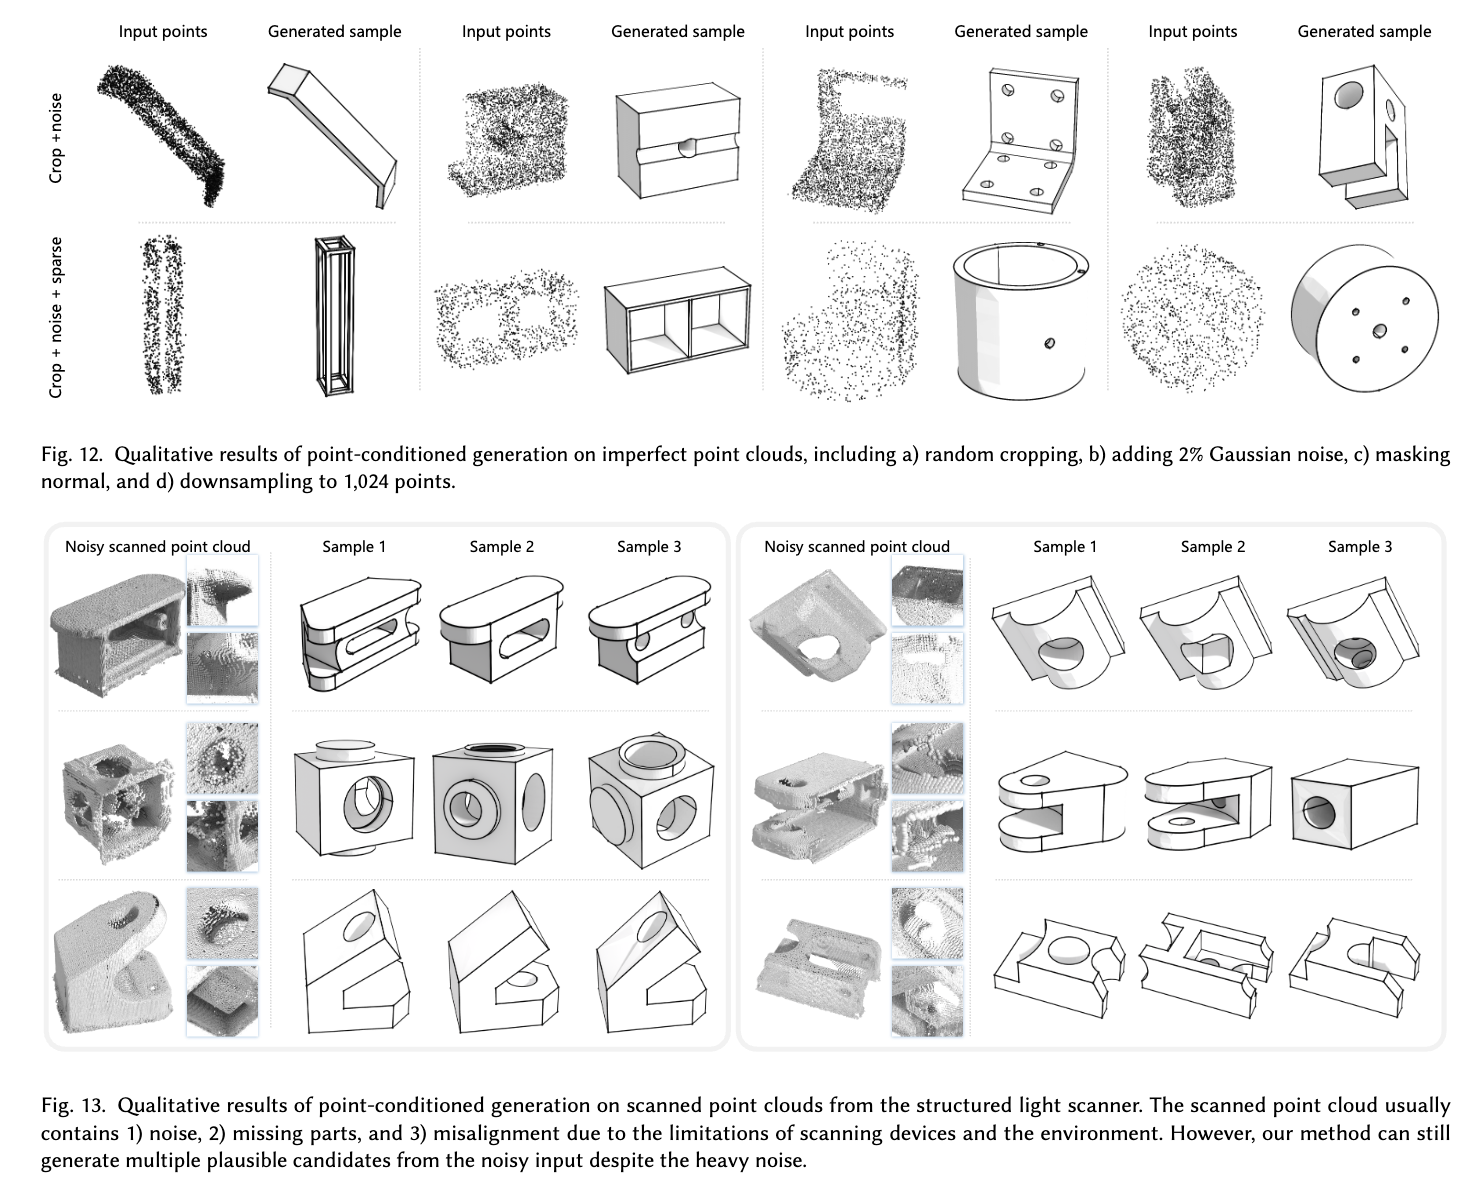 Input points Generated sample Input points Generated sample Input points Generated sample Input points Generated sample
Crop +noise
Crop + noise + sparse
Fig. 12. Qualitative results of point-conditioned generation on imperfect point clouds, including a) random cropping, b) adding 2% Gaussian noise, c) masking
normal, and d) downsampling to 1,024 points.
Noisy scanned point cloud Sample 1 Sample 2 Sample 3
Noisy scanned point cloud Sample 1 Sample 2 Sample 3
Fig. 13. Qualitative results of point-conditioned generation on scanned point clouds from the structured light scanner. The scanned point cloud usually
contains 1) noise, 2) missing parts, and 3) misalignment due to the limitations of scanning devices and the environment. However, our method can still
generate multiple plausible candidates from the noisy input despite the heavy noise.